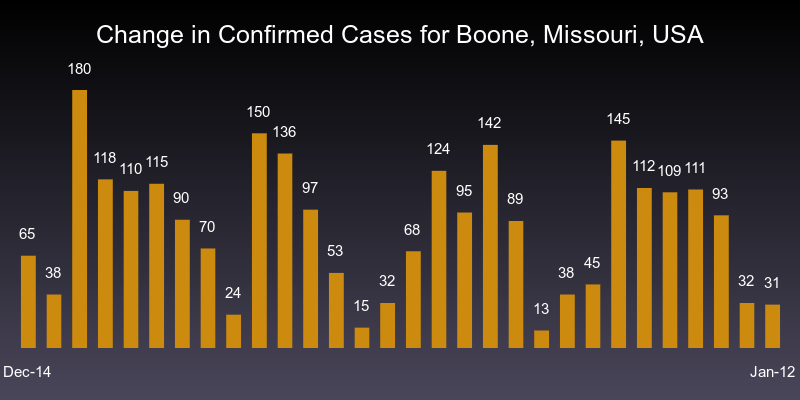 Change in Confirmed Cases for Boone, Missouri, USA
65 38 180 118 110 115 90 70 24 150 136 97 53 15 32 68 124 95 142 89 13 38 45 145 112 109 111 93 32 31
Dec-14 Jan-12